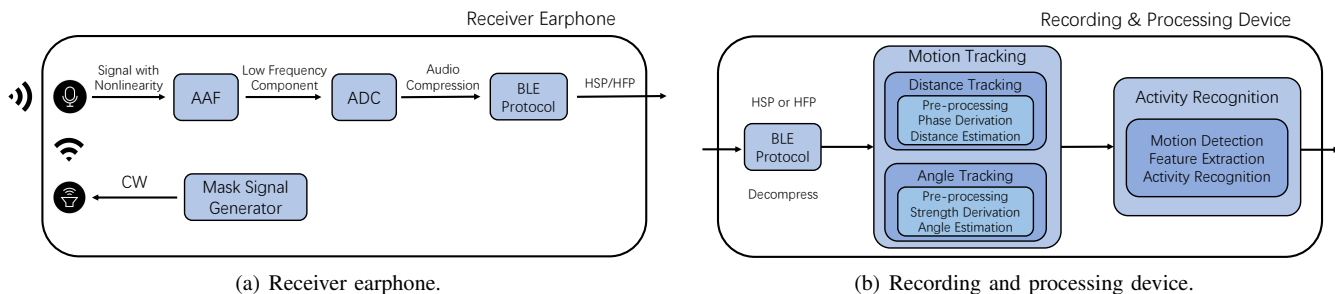 Receiver Earphone
Signal with
Nonlinearity
AAF
Low Frequency
Component
ADC
Audio
Compression
BLE
Protocol
HSP/HFP
CW
Mask Signal
Generator
(a) Receiver earphone.
Recording & Processing Device
HSP or HFP
BLE
Protocol
Decompress
Motion Tracking
Distance Tracking
Pre-processing
Phase Derivation
Distance Estimation
Angle Tracking
Pre-processing
Strength Derivation
Angle Estimation
Activity Recognition
Motion Detection
Feature Extraction
Activity Recognition
(b) Recording and processing device.